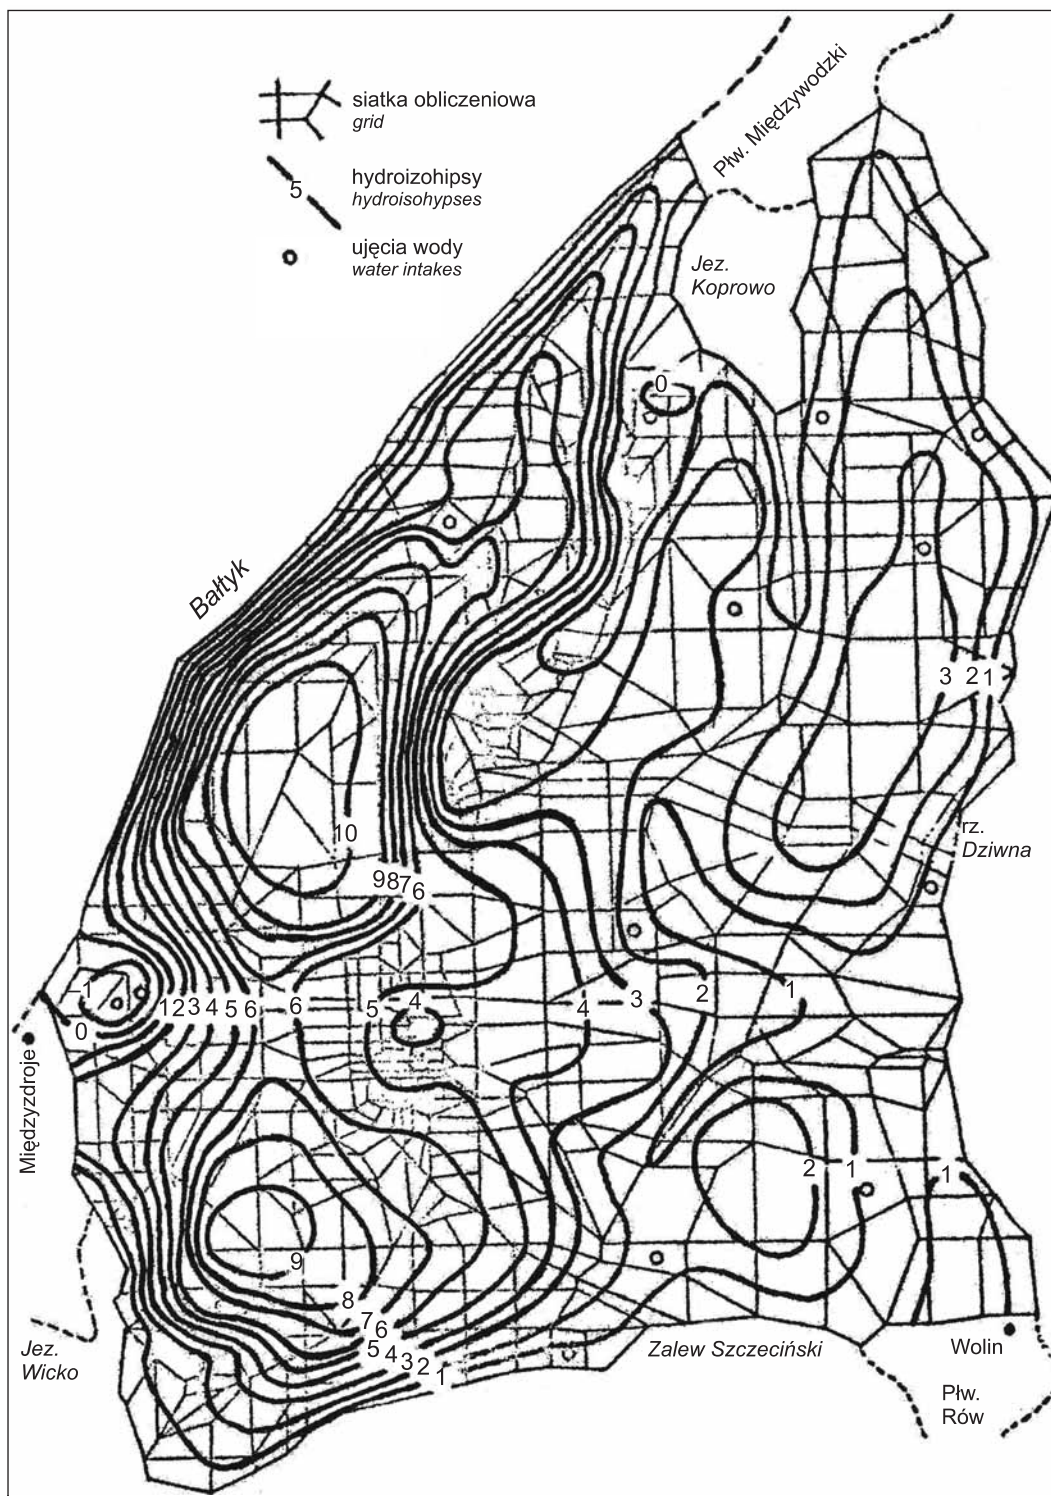 siatka obliczeniowa
grid
5
hydroizohipsy
hydroisohypses
ujęcia wody
water intakes
Płw. Międzywodzki
Jez.
Koprowo
0
Bałtyk
3 2 1
10
rz.
Dziwna
9 8 7 6
1
0
1 2 3 4 5 6 6 5 4 4 3 2 1
Międzyzdroje
2 1 1
9
8
7
6
5
4
3
2
1
Jez.
Wicko
Zalew Szczeciński
Wolin
Płw.
Rów